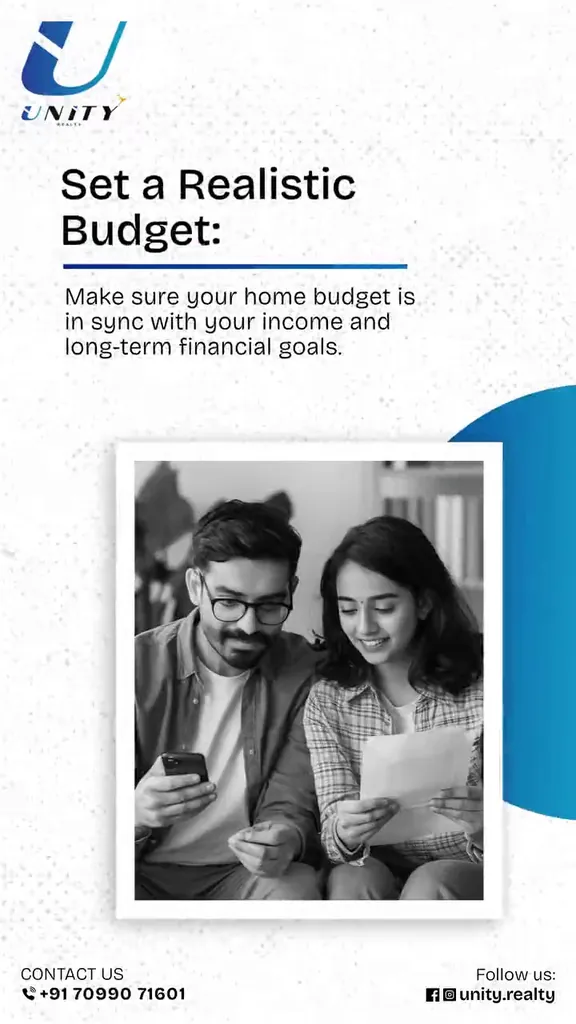 UNITY
REALTY
Set a Realistic
Budget:
Make sure your home budget is
in sync with your income and
long-term financial goals.
CONTACT US
+91 70990 71601
Follow us:
unity.realty